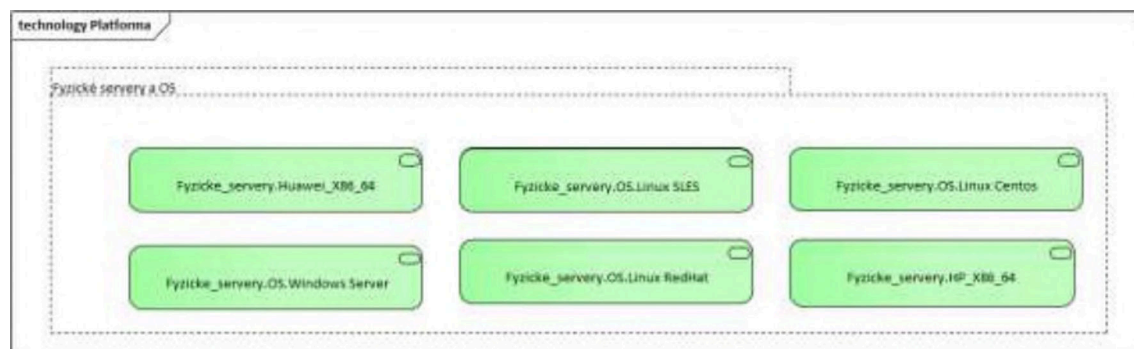 technology Platforma
Fyzické servery a OS
Fyzicke_servery.Huawei_X86_64
Fyzicke_servery.OS.Linux SLES
Fyzicke_servery.OS.Linux Centos
Fyzicke_servery.OS.Windows Server
Fyzicke_servery.OS.Linux RedHat
Fyzicke_servery.HP_X86_64